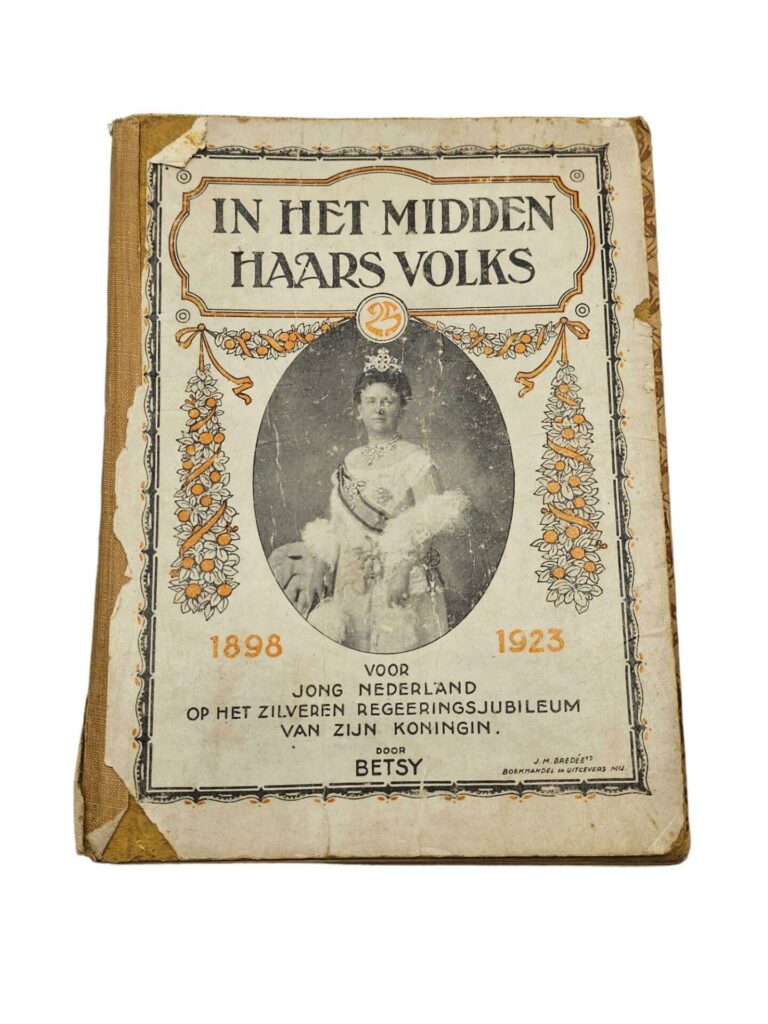 IN HET MIDDEN
HAARS VOLKS
25
1898
1923
VOOR
JONG NEDERLAND
OP HET ZILVEREN REGEERINGSJUBILEUM
VAN ZIJN KONINGIN.
DOOR
BETSY
J. M. BREDÉE'S
BOEKHANDEL EN UITGEVERS MIJ.